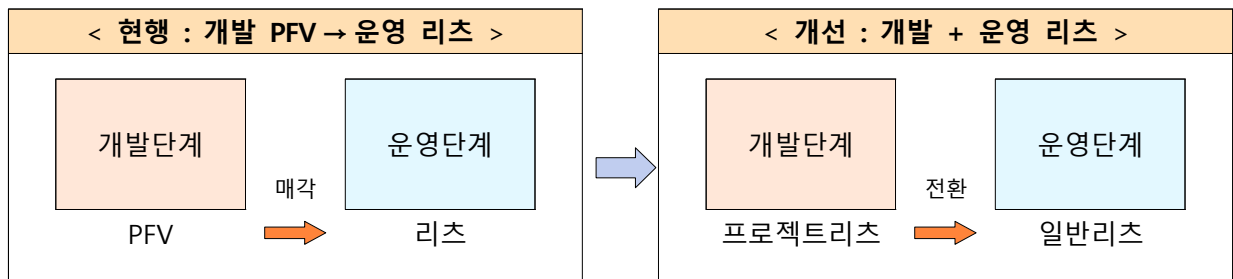 < 현행 : 개발 PFV → 운영 리츠 >
개발단계
운영단계
매각
PFV
리츠
< 개선 : 개발 + 운영 리츠 >
개발단계
운영단계
전환
프로젝트리츠
일반리츠